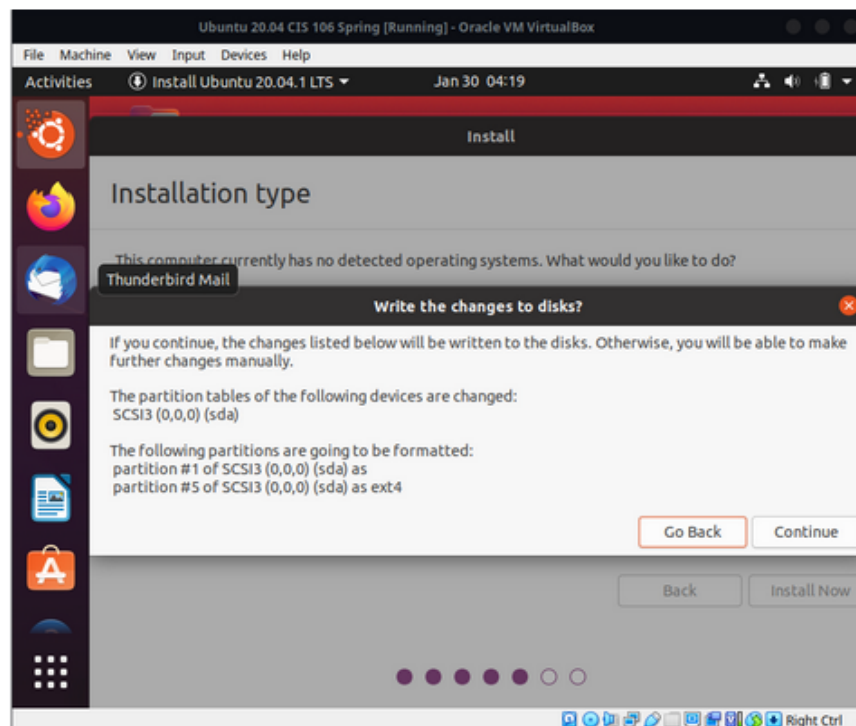 Ubuntu 20.04 CIS 106 Spring [Running] - Oracle VM VirtualBox
File Machine View Input Devices Help
Activities Install Ubuntu 20.04.1 LTS Jan 30 04:19
Install
Installation type
This computer currently has no detected operating systems. What would you like to do?
Thunderbird Mail
Write the changes to disks?
If you continue, the changes listed below will be written to the disks. Otherwise, you will be able to make
further changes manually.
The partition tables of the following devices are changed:
SCSI3 (0,0,0) (sda)
The following partitions are going to be formatted:
partition #1 of SCSI3 (0,0,0) (sda) as
partition #5 of SCSI3 (0,0,0) (sda) as ext4
Go Back Continue
Back Install Now
Right Ctrl